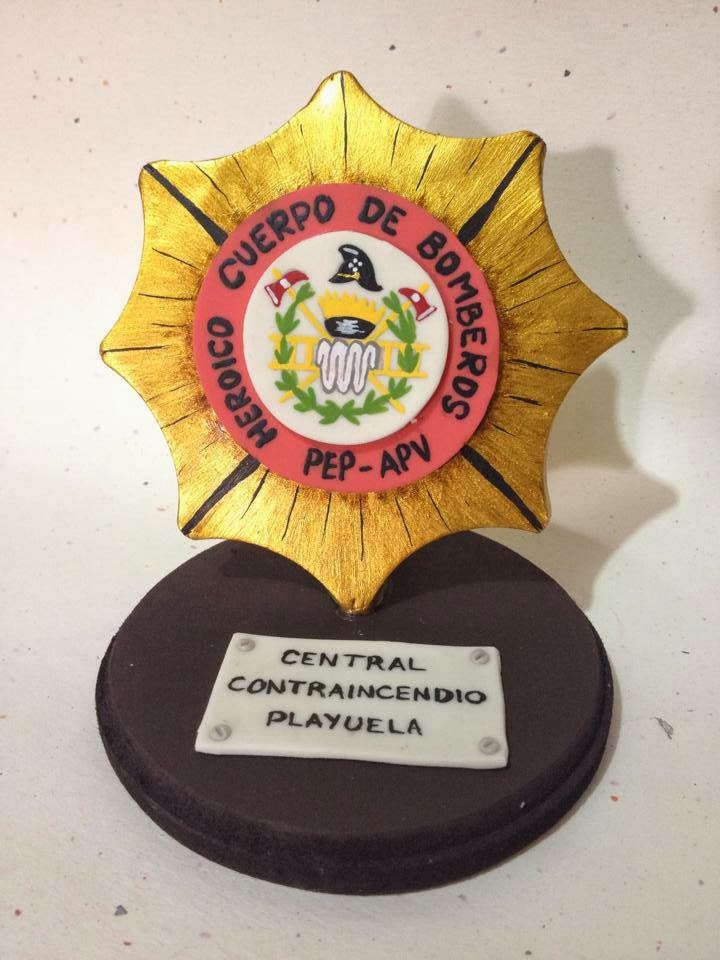 HEROICO CUERPO DE BOMBEROS
PEP-APV
CENTRAL
CONTRAINCENDIO
PLAYUELA